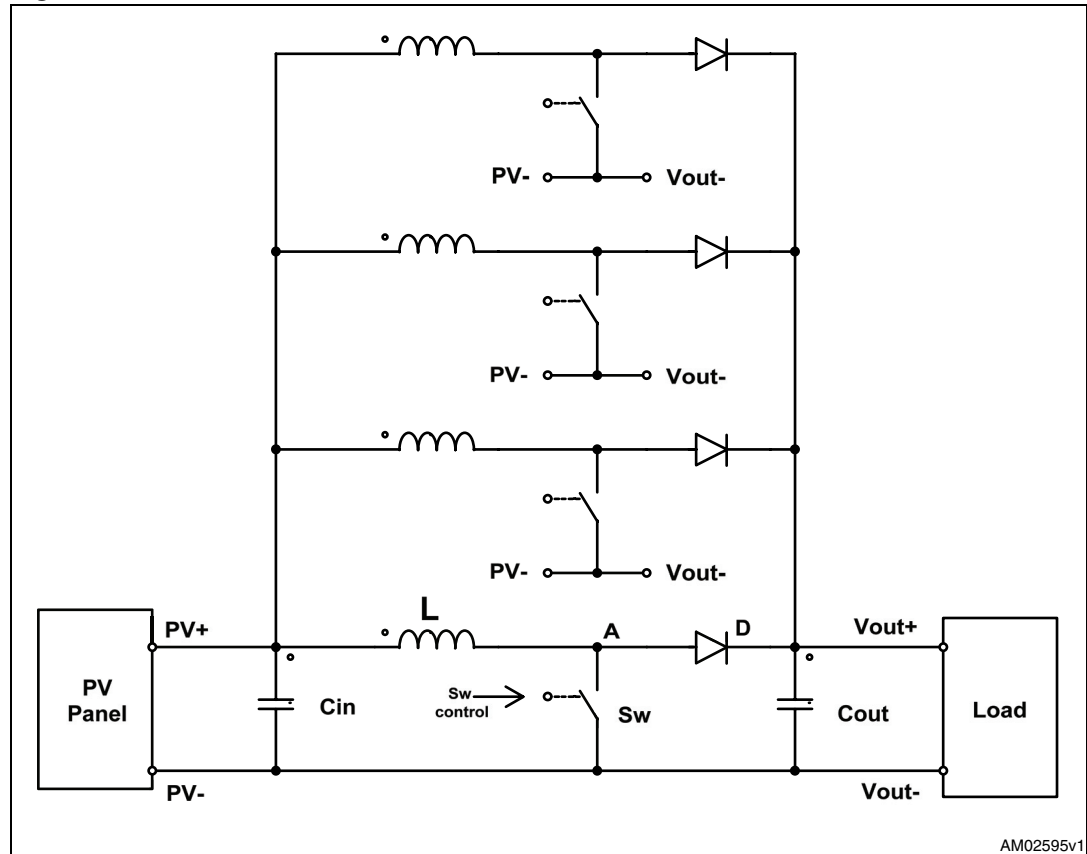 PV- Vout-
PV- Vout-
PV- Vout-
L
PV+ A D Vout+
PV
Panel
Cin
Sw
control
Sw
Cout
Load
PV- Vout-
AM02595v1